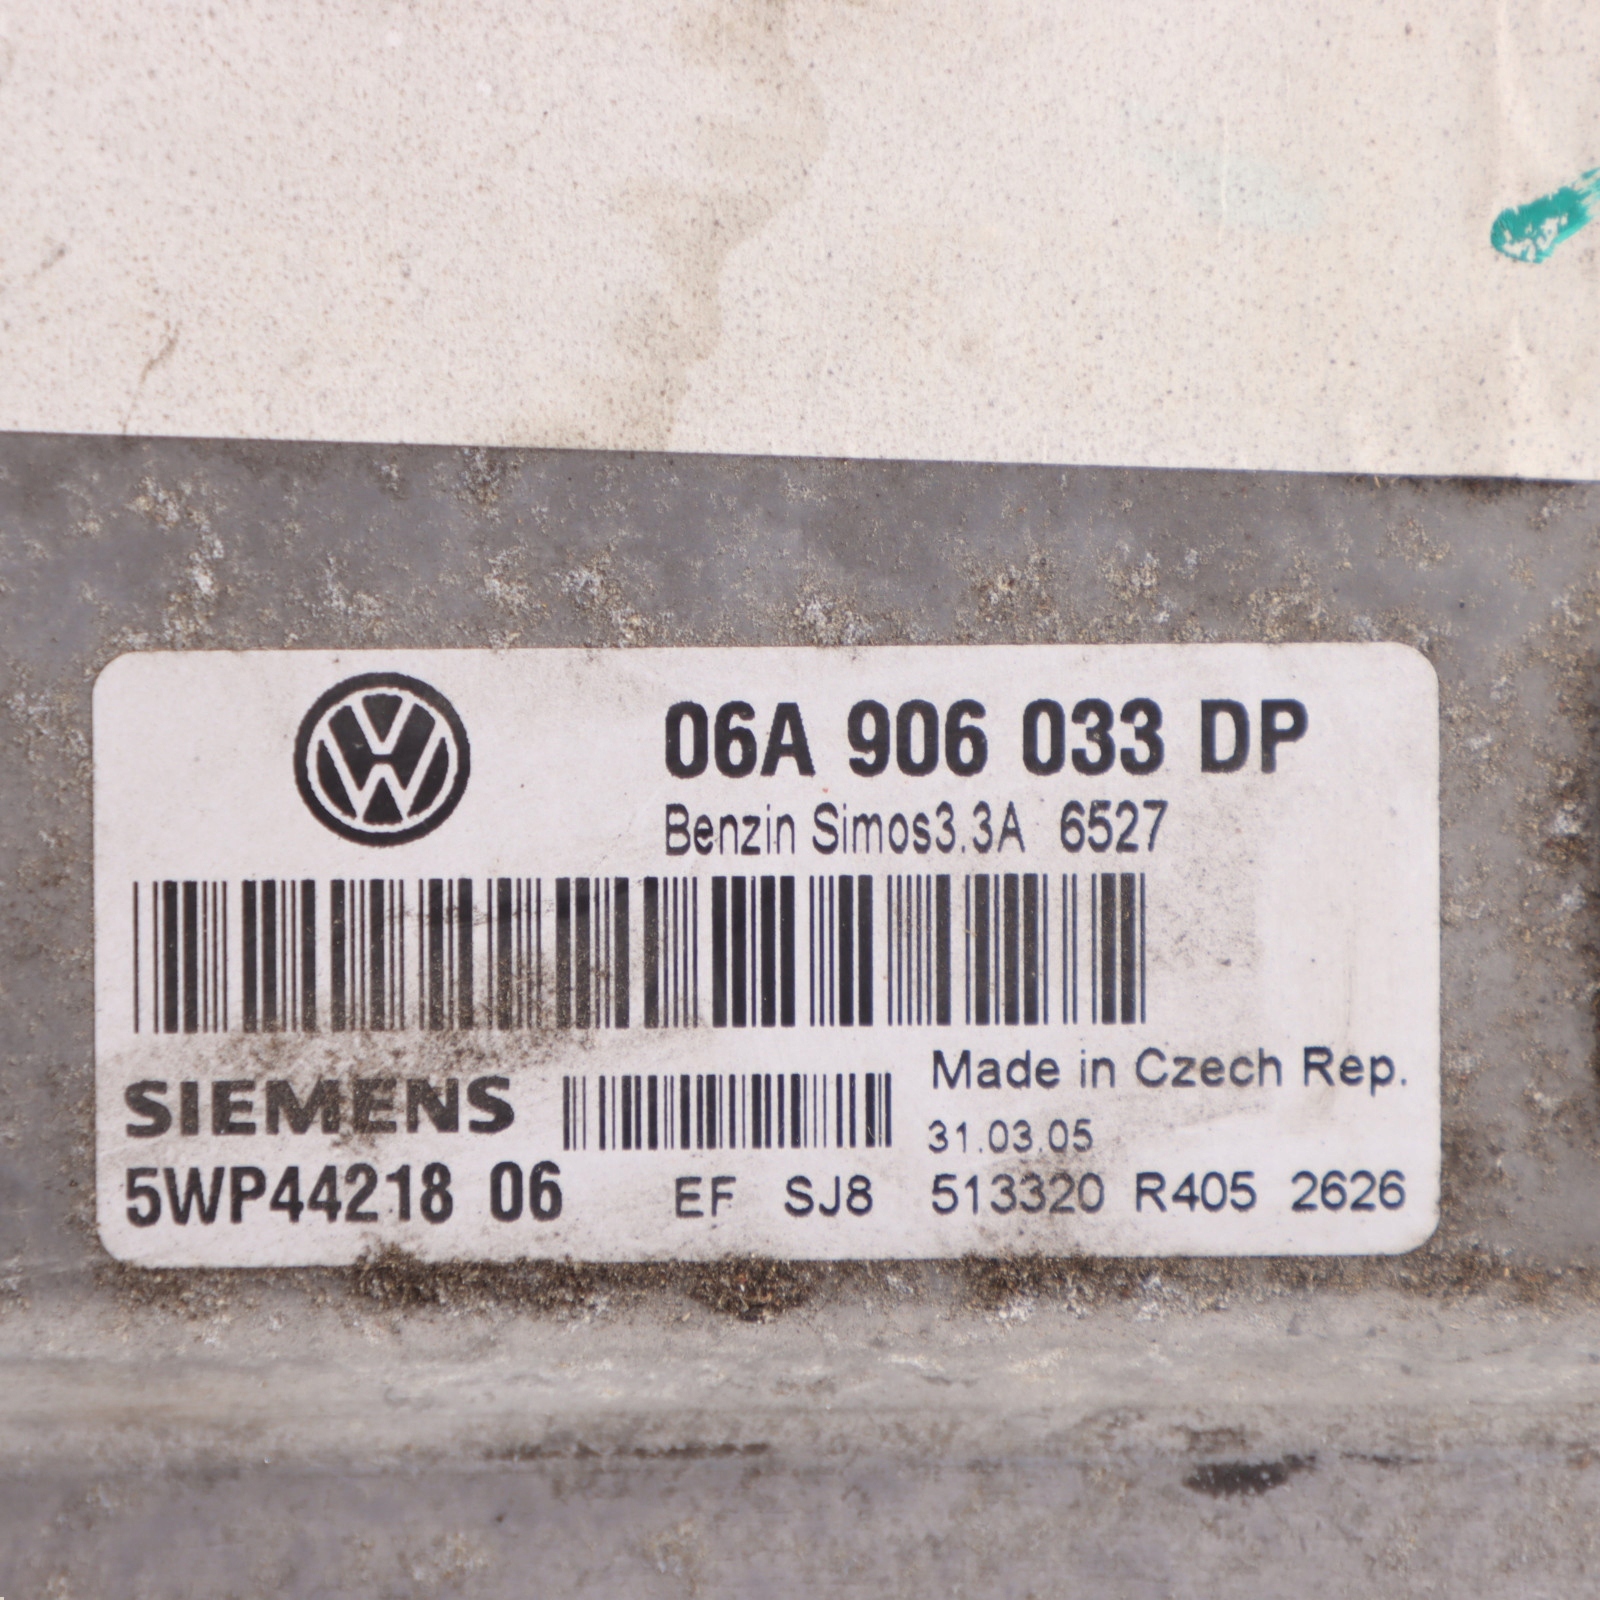 06A 906 033 DP
Benzin Simos3.3A 6527
SIEMENS
Made in Czech Rep.
31.03.05
5WP44218 06 EF SJ8 513320 R405 2626